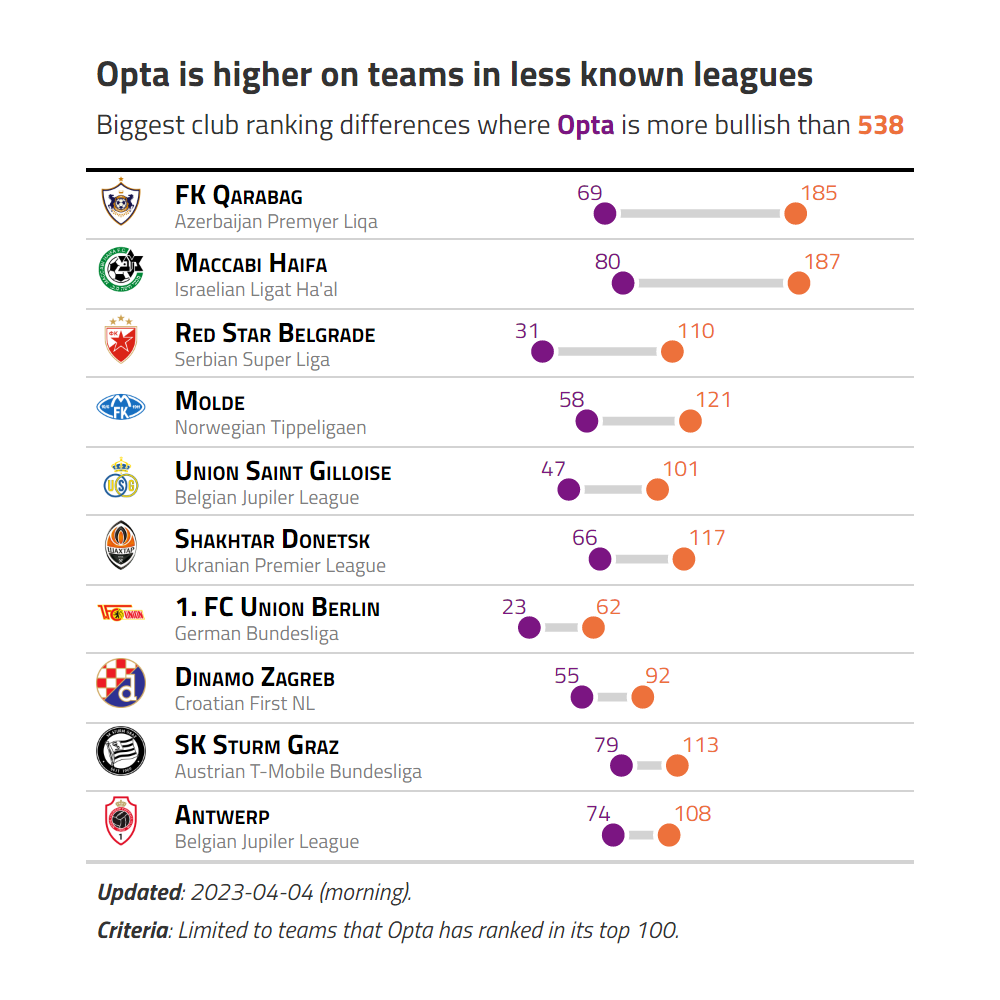 Opta is higher on teams in less known leagues
Biggest club ranking differences where Opta is more bullish than 538
FK Qarabag
Azerbaijan Premyer Liqa
69
185
Maccabi Haifa
Israelian Ligat Ha'al
80
187
Red Star Belgrade
Serbian Super Liga
31
110
Molde
Norwegian Tippeligaen
58
121
Union Saint Gilloise
Belgian Jupiler League
47
101
ШАХТАР
Shakhtar Donetsk
Ukranian Premier League
66
117
UNION
1. FC Union Berlin
German Bundesliga
23
62
Dinamo Zagreb
Croatian First NL
55
92
SK Sturm Graz
Austrian T-Mobile Bundesliga
79
113
1
Antwerp
Belgian Jupiler League
74
108
Updated: 2023-04-04 (morning).
Criteria: Limited to teams that Opta has ranked in its top 100.